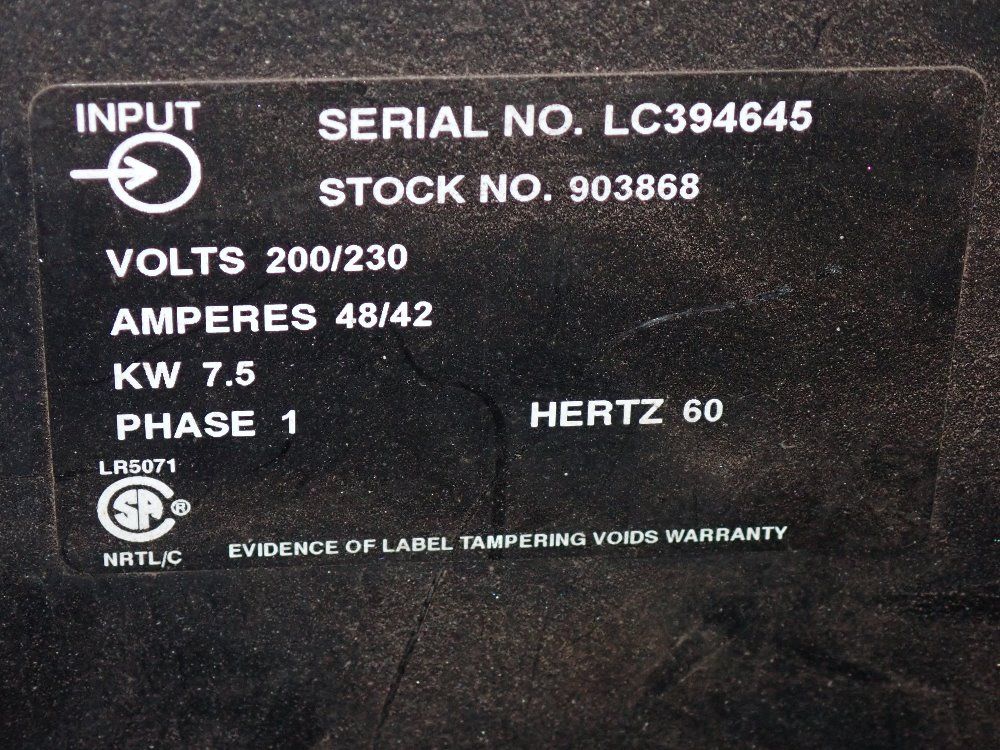 INPUT
SERIAL NO. LC394645
STOCK NO. 903868
VOLTS 200/230
AMPERES 48/42
KW 7.5
PHASE 1 HERTZ 60
LR5071
SA ®
NRTL/C
EVIDENCE OF LABEL TAMPERING VOIDS WARRANTY